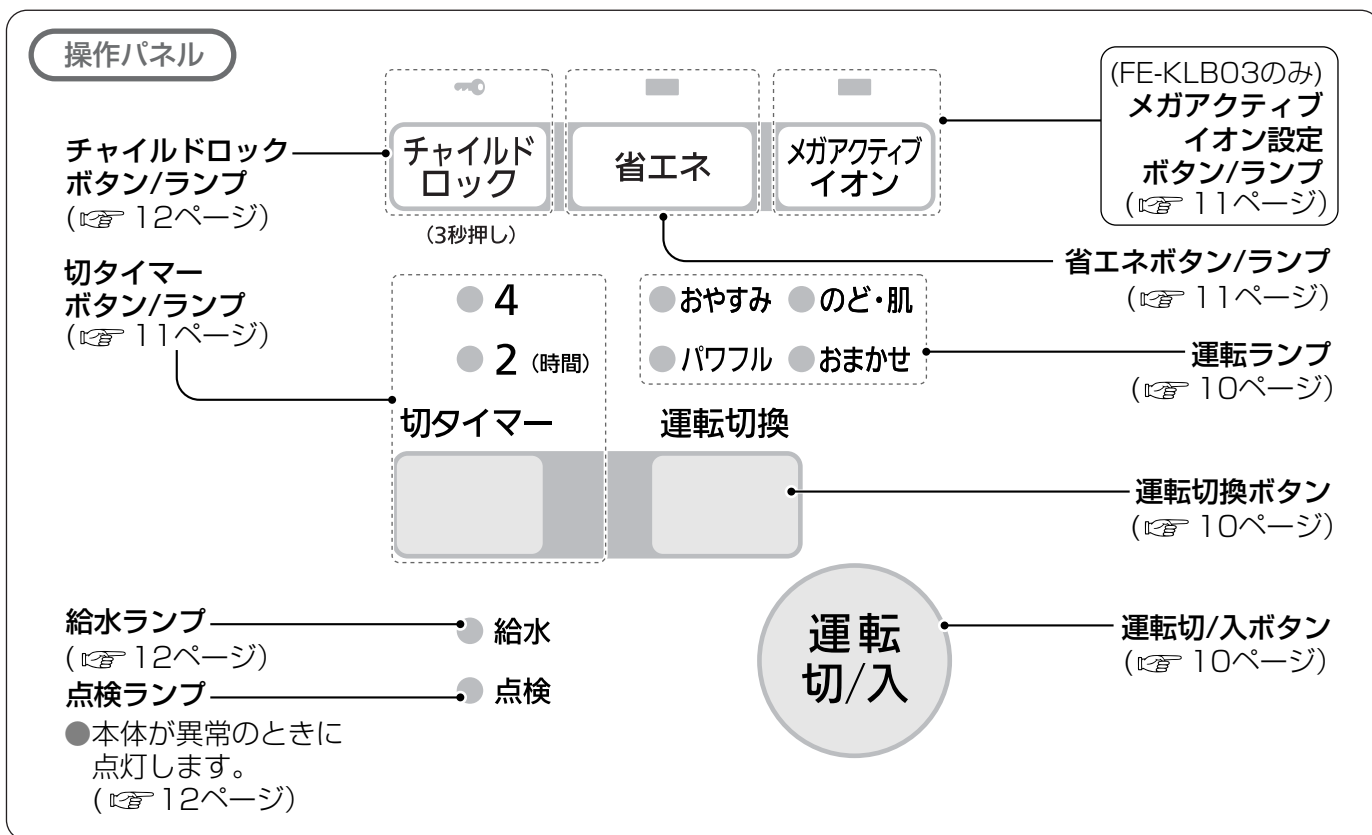 操作パネル
チャイルドロック
ボタン/ランプ
(☞ 12ページ)
切タイマー
ボタン/ランプ
(☞ 11ページ)
チャイルド
ロック
(3秒押し)
省エネ
メガアクティブ
イオン
(FE-KLB03のみ)
メガアクティブ
イオン設定
ボタン/ランプ
(☞ 11ページ)
省エネボタン/ランプ
(☞ 11ページ)
4
2 (時間)
切タイマー
おやすみ のど・肌
パワフル おまかせ
運転切換
運転ランプ
(☞ 10ページ)
運転切換ボタン
(☞ 10ページ)
給水ランプ
(☞ 12ページ)
点検ランプ
●本体が異常のときに
点灯します。
(☞ 12ページ)
給水
点検
運転
切/入
運転切/入ボタン
(☞ 10ページ)